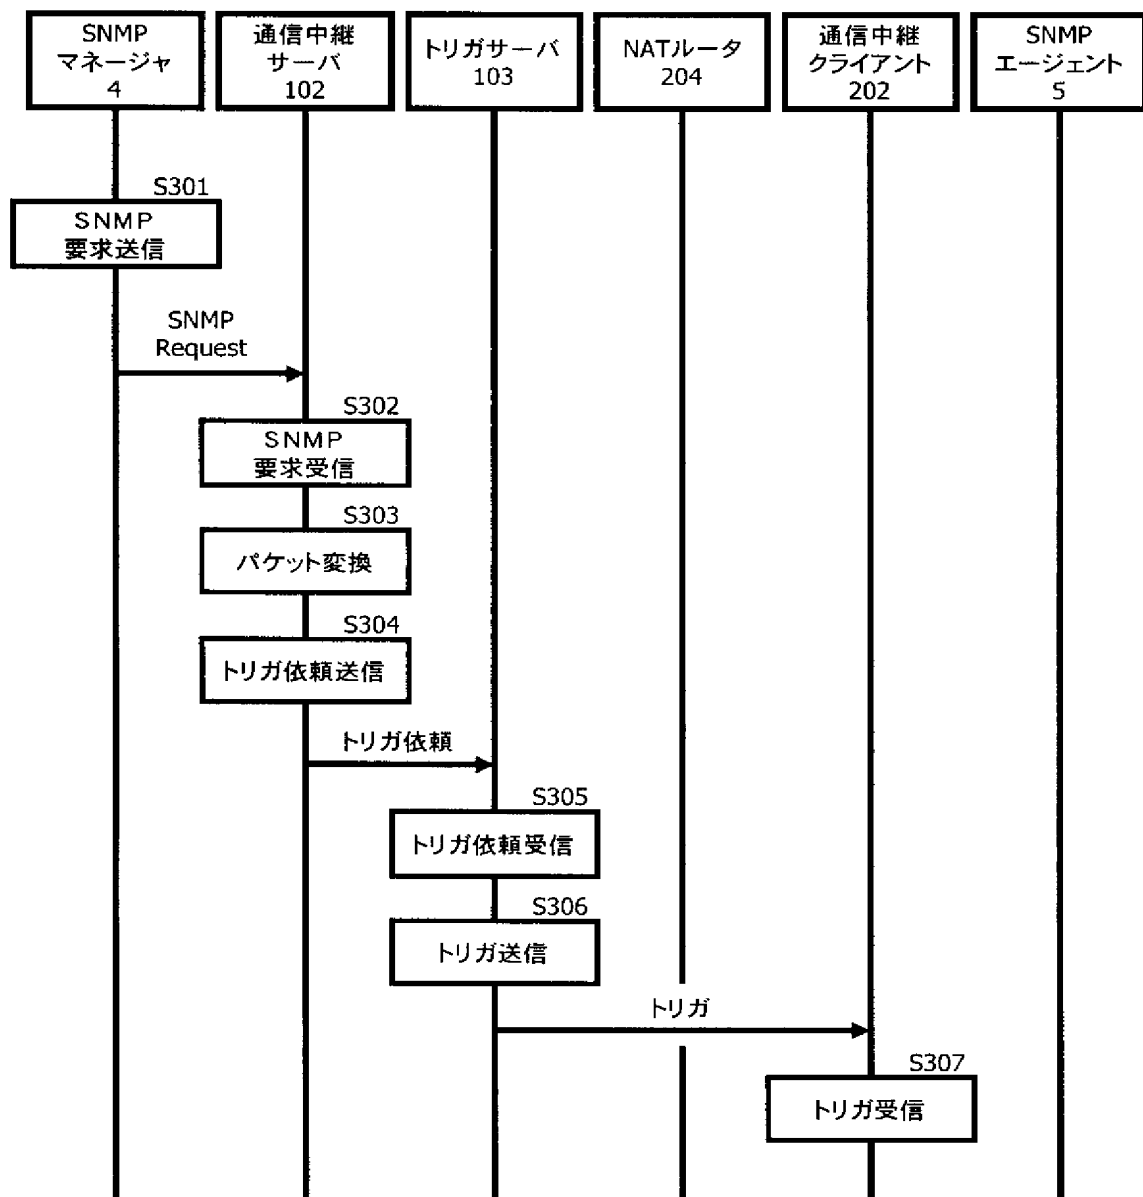 SNMP
マネージャ
4
通信中継
サーバ
102
トリガサーバ
103
NATルータ
204
通信中継
クライアント
202
SNMP
エージェント
5
S301
SNMP
要求送信
SNMP
Request
S302
SNMP
要求受信
S303
パケット変換
S304
トリガ依頼送信
トリガ依頼
S305
トリガ依頼受信
S306
トリガ送信
トリガ
S307
トリガ受信